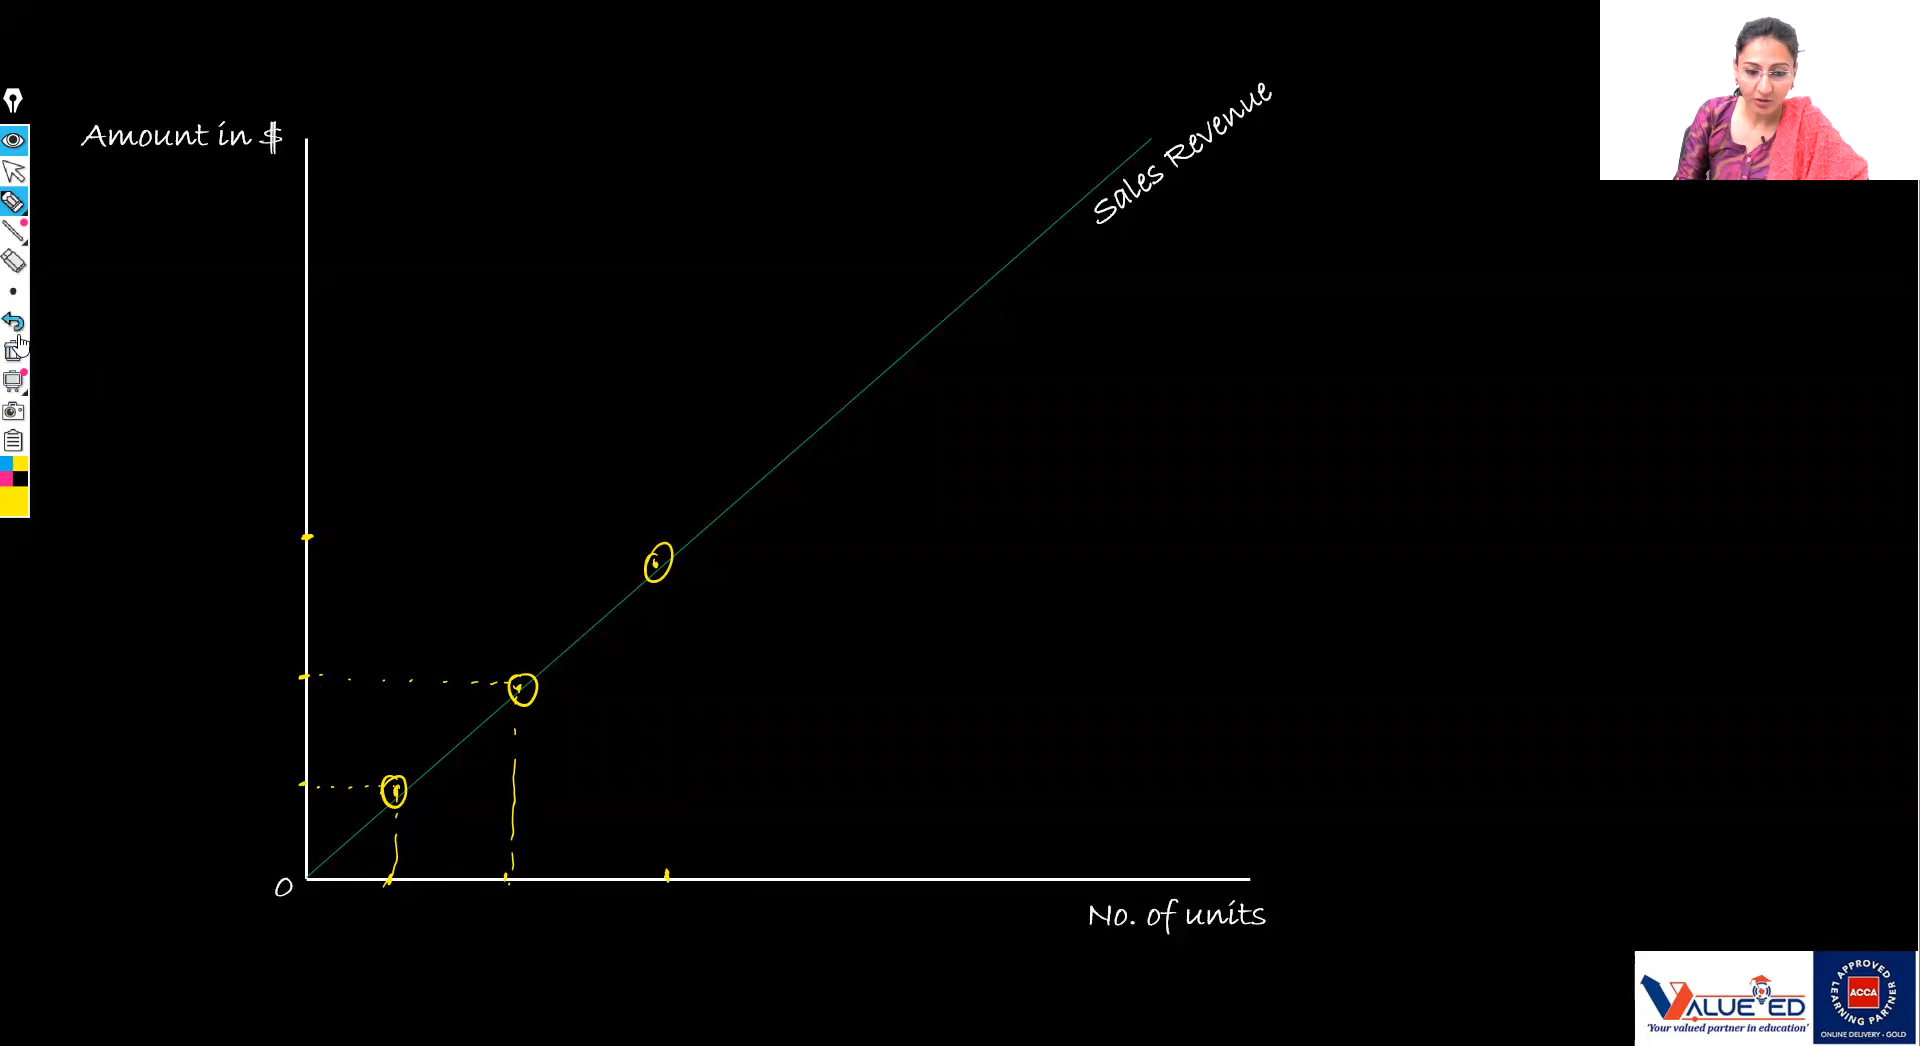 Amount in $
Sales Revenue
0
No. of units
VALUE ED
'Your valued partner in education'
APPROVED
LEARNING PARTNER
ACCA
ONLINE DELIVERY - GOLD